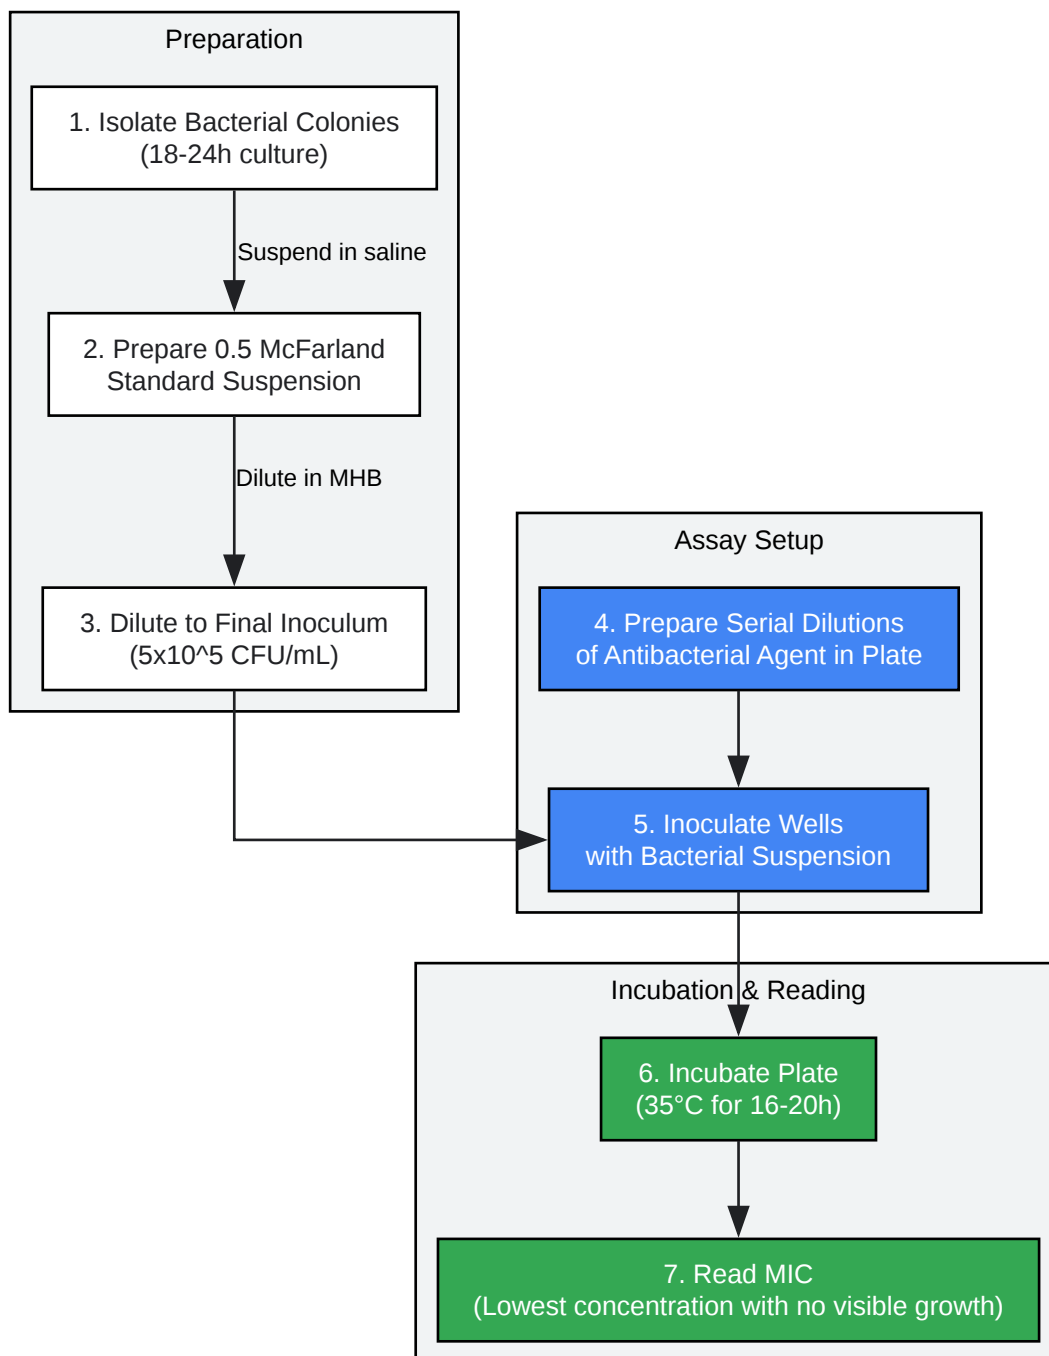 Preparation
1. Isolate Bacterial Colonies
(18-24h culture)
Suspend in saline
2. Prepare 0.5 McFarland
Standard Suspension
Dilute in MHB
3. Dilute to Final Inoculum
(5x10^5 CFU/mL)
Assay Setup
4. Prepare Serial Dilutions
of Antibacterial Agent in Plate
5. Inoculate Wells
with Bacterial Suspension
Incubation & Reading
6. Incubate Plate
(35°C for 16-20h)
7. Read MIC
(Lowest concentration with no visible growth)